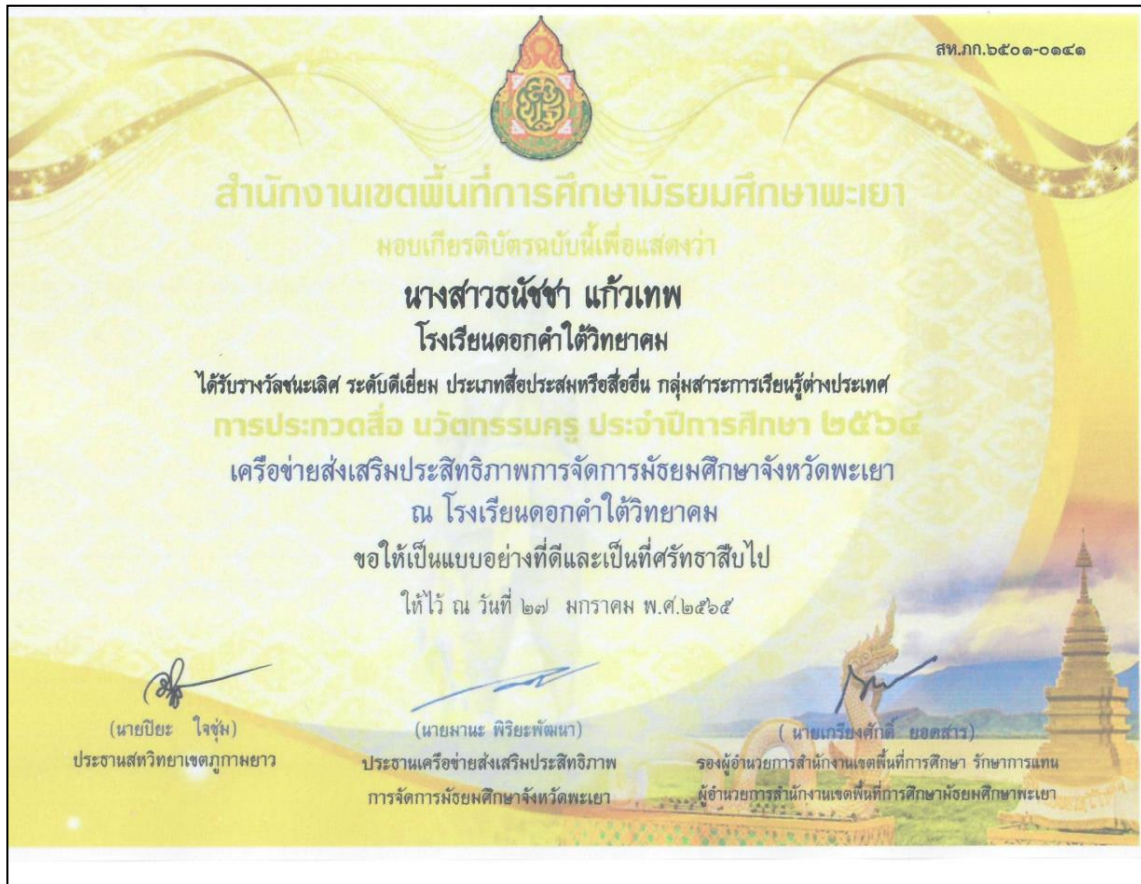 สห.ภก.๖๕๐๑-๐๑๔๑
สำนักงานเขตพื้นที่การศึกษามัธยมศึกษาพะเยา
มอบเกียรติบัตรฉบับนี้เพื่อแสดงว่า
นางสาวธนัชชา แก้วเทพ
โรงเรียนดอกคำใต้วิทยาคม
ได้รับรางวัลชนะเลิศ ระดับดีเยี่ยม ประเภทสื่อประสมหรือสื่ออื่น กลุ่มสาระการเรียนรู้ต่างประเทศ
การประกวดสื่อ นวัตกรรมครู ประจำปีการศึกษา ๒๕๖๔
เครือข่ายส่งเสริมประสิทธิภาพการจัดการมัธยมศึกษาจังหวัดพะเยา
ณ โรงเรียนดอกคำใต้วิทยาคม
ขอให้เป็นแบบอย่างที่ดีและเป็นที่ศรัทธาสืบไป
ให้ไว้ ณ วันที่ ๒๗ มกราคม พ.ศ.๒๕๖๕
(นายปิยะ ใจชุ่ม)
ประธานสหวิทยาเขตภูกามยาว
(นายมานะ พิริยะพัฒนา)
ประธานเครือข่ายส่งเสริมประสิทธิภาพ
การจัดการมัธยมศึกษาจังหวัดพะเยา
( นายเกรียงศักดิ์ ยอดสาร)
รองผู้อำนวยการสำนักงานเขตพื้นที่การศึกษา รักษาการแทน
ผู้อำนวยการสำนักงานเขตพื้นที่การศึกษามัธยมศึกษาพะเยา